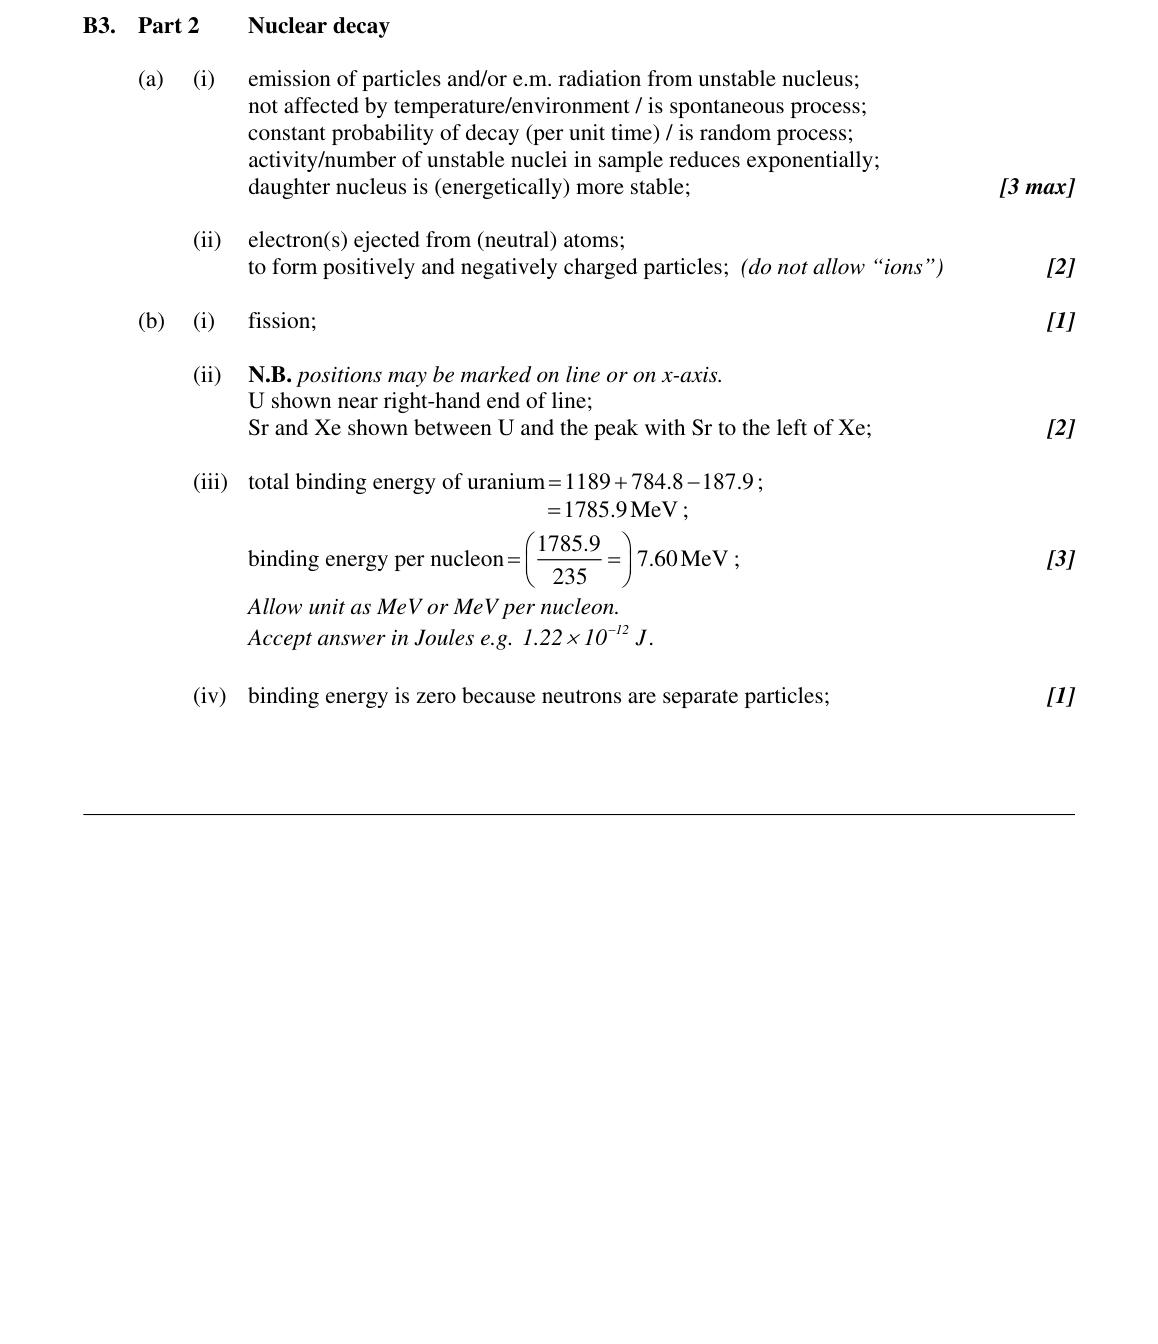 B3. Part 2 Nuclear decay
(a) (i) emission of particles and/or e.m. radiation from unstable nucleus;
not affected by temperature/environment / is spontaneous process;
constant probability of decay (per unit time) / is random process;
activity/number of unstable nuclei in sample reduces exponentially;
daughter nucleus is (energetically) more stable; [3 max]
(ii) electron(s) ejected from (neutral) atoms;
to form positively and negatively charged particles; (do not allow “ions”) [2]
(b) (i) fission; [1]
(ii) N.B. positions may be marked on line or on x-axis.
U shown near right-hand end of line;
Sr and Xe shown between U and the peak with Sr to the left of Xe; [2]
(iii) total binding energy of uranium = 1189 + 784.8 − 187.9 ;
= 1785.9 MeV ;
binding energy per nucleon = (1785.9/235 =) 7.60 MeV ; [3]
Allow unit as MeV or MeV per nucleon.
Accept answer in Joules e.g. 1.22 × 10⁻¹² J.
(iv) binding energy is zero because neutrons are separate particles; [1]